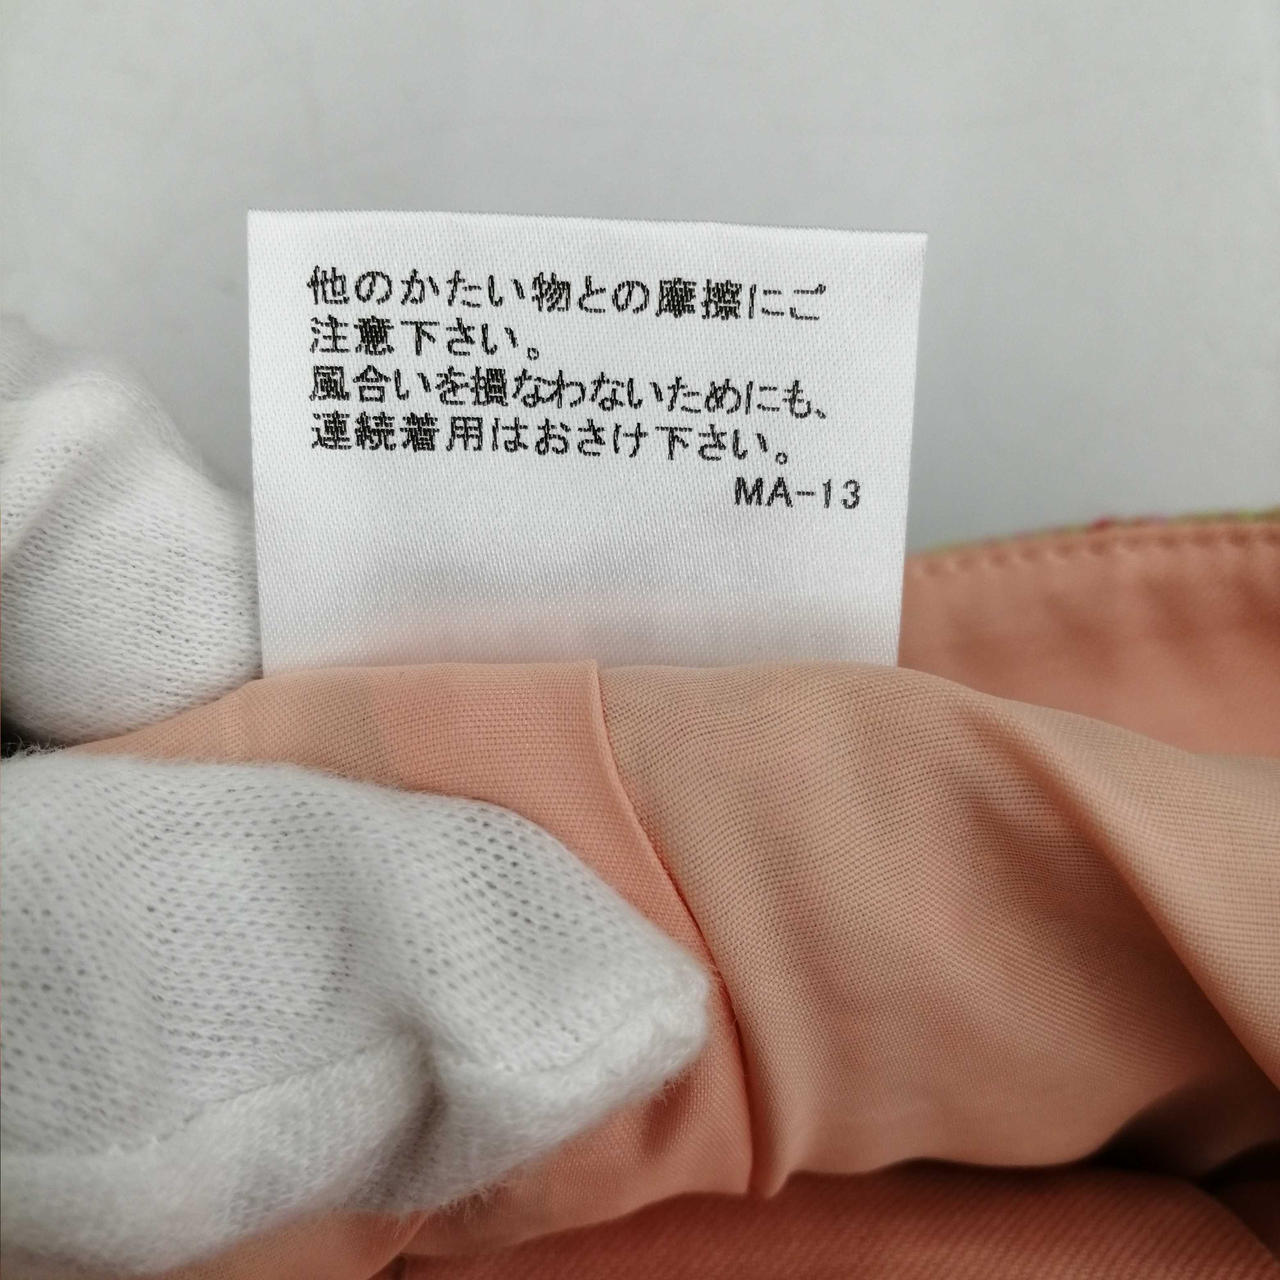 他のかたい物との摩擦にご
注意下さい。
風合いを損なわないためにも、
連続着用はおさけ下さい。
MA-13